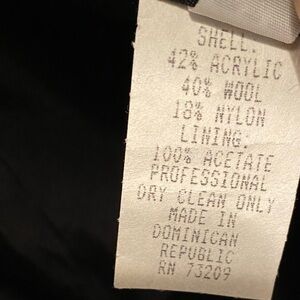 SHELL:
42% ACRYLIC
40% WOOL
18% NYLON
LINING:
100% ACETATE
PROFESSIONAL
DRY CLEAN ONLY
MADE IN
DOMINICAN
REPUBLIC
RN 73209